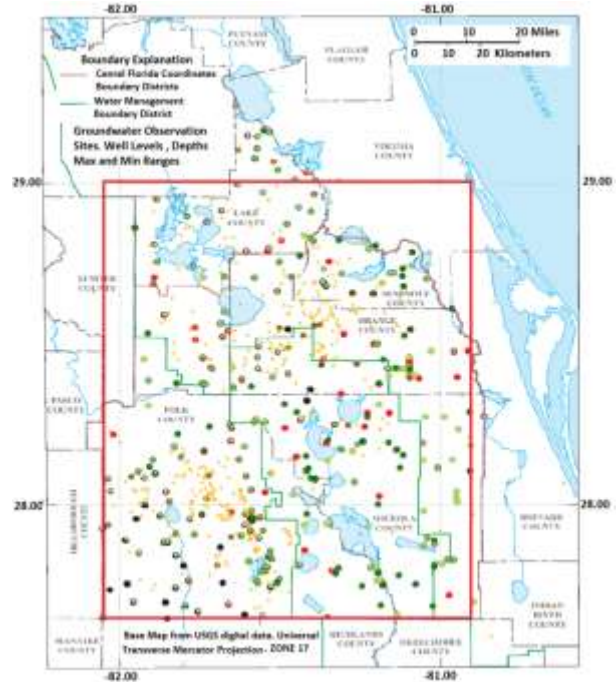 -82.00
-81.00
PUTNAM
COUNTY
FLAGLER
COUNTY
0 10 20 Miles
0 10 20 Kilometers
Boundary Explanation
Boundary Districts
Water Management
Boundary District
Groundwater Observation
Sites. Well Levels , Depths
Max and Min Ranges
VOLUSIA
COUNTY
29.00
29.00
LAKE
COUNTY
SUMTER
COUNTY
SEMINOLE
COUNTY
ORANGE
COUNTY
PASCO
COUNTY
POLK
COUNTY
28.00
28.00
HILLSBOROUGH
COUNTY
OSCEOLA
COUNTY
BREVARD
COUNTY
INDIAN
RIVER
COUNTY
MANATEE
COUNTY
Base Map from USGS digital data. Universal
Transverse Mercator Projection- ZONE 17
HIGHLANDS
COUNTY
OKEECHOBEE
COUNTY
-82.00
-81.00